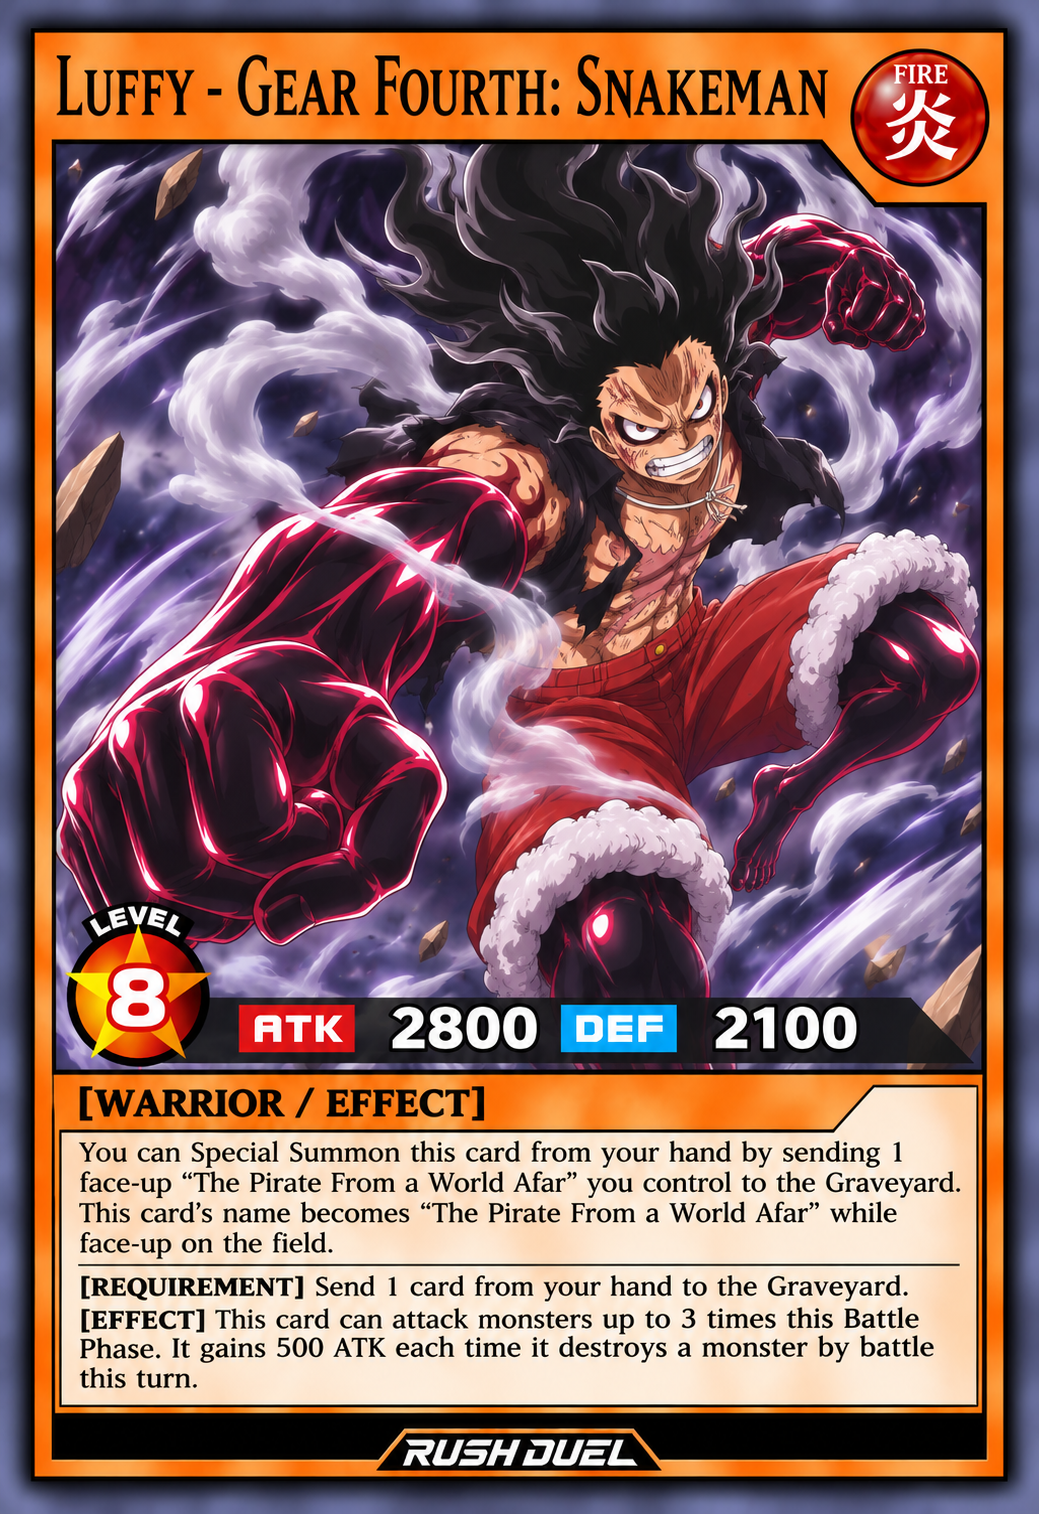 Luffy - Gear Fourth: Snakeman
FIRE
炎
LEVEL
8
ATK 2800 DEF 2100
[WARRIOR / EFFECT]
You can Special Summon this card from your hand by sending 1
face-up “The Pirate From a World Afar” you control to the Graveyard.
This card’s name becomes “The Pirate From a World Afar” while
face-up on the field.
[REQUIREMENT] Send 1 card from your hand to the Graveyard.
[EFFECT] This card can attack monsters up to 3 times this Battle
Phase. It gains 500 ATK each time it destroys a monster by battle
this turn.
RUSH DUEL